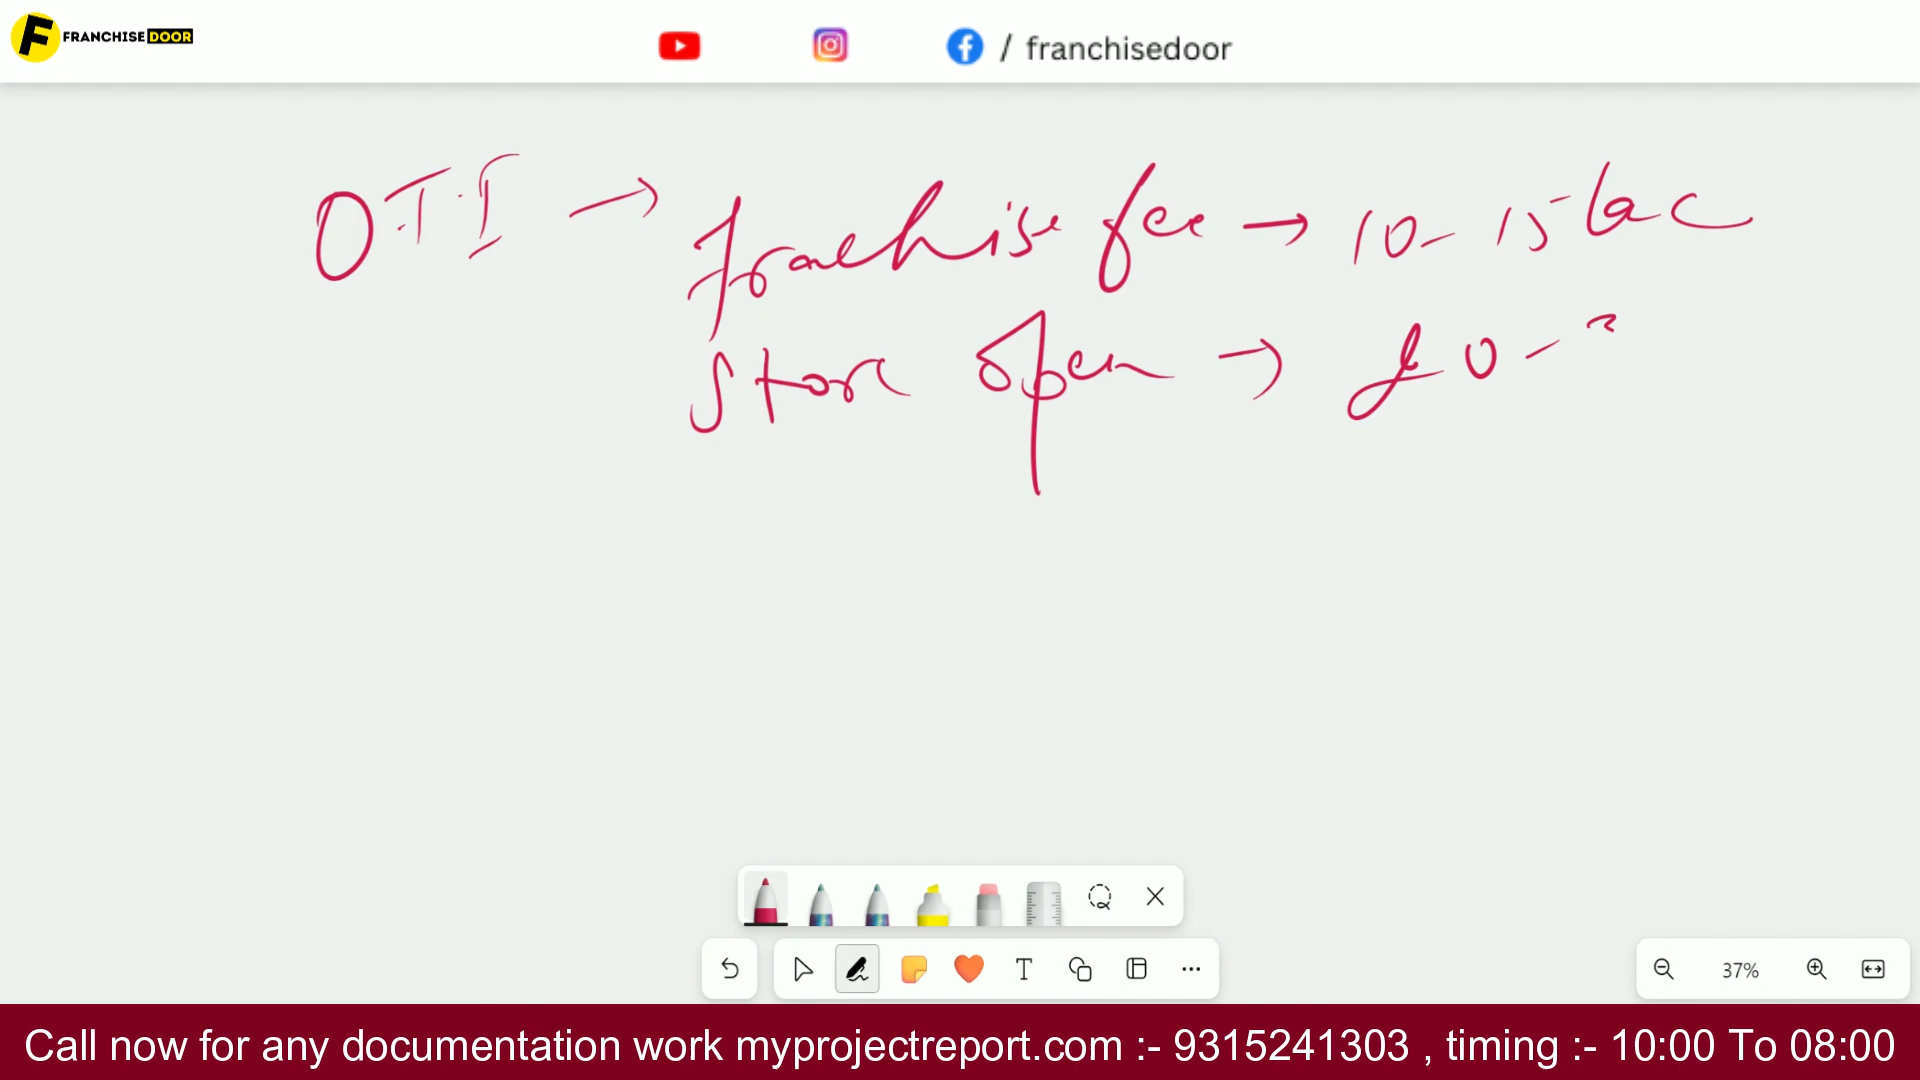 FRANCHISE DOOR
/ franchisedoor
O.T.I → franchise fee → 10-15 lac
store open → 20-
37%
Call now for any documentation work myprojectreport.com :- 9315241303 , timing :- 10:00 To 08:00